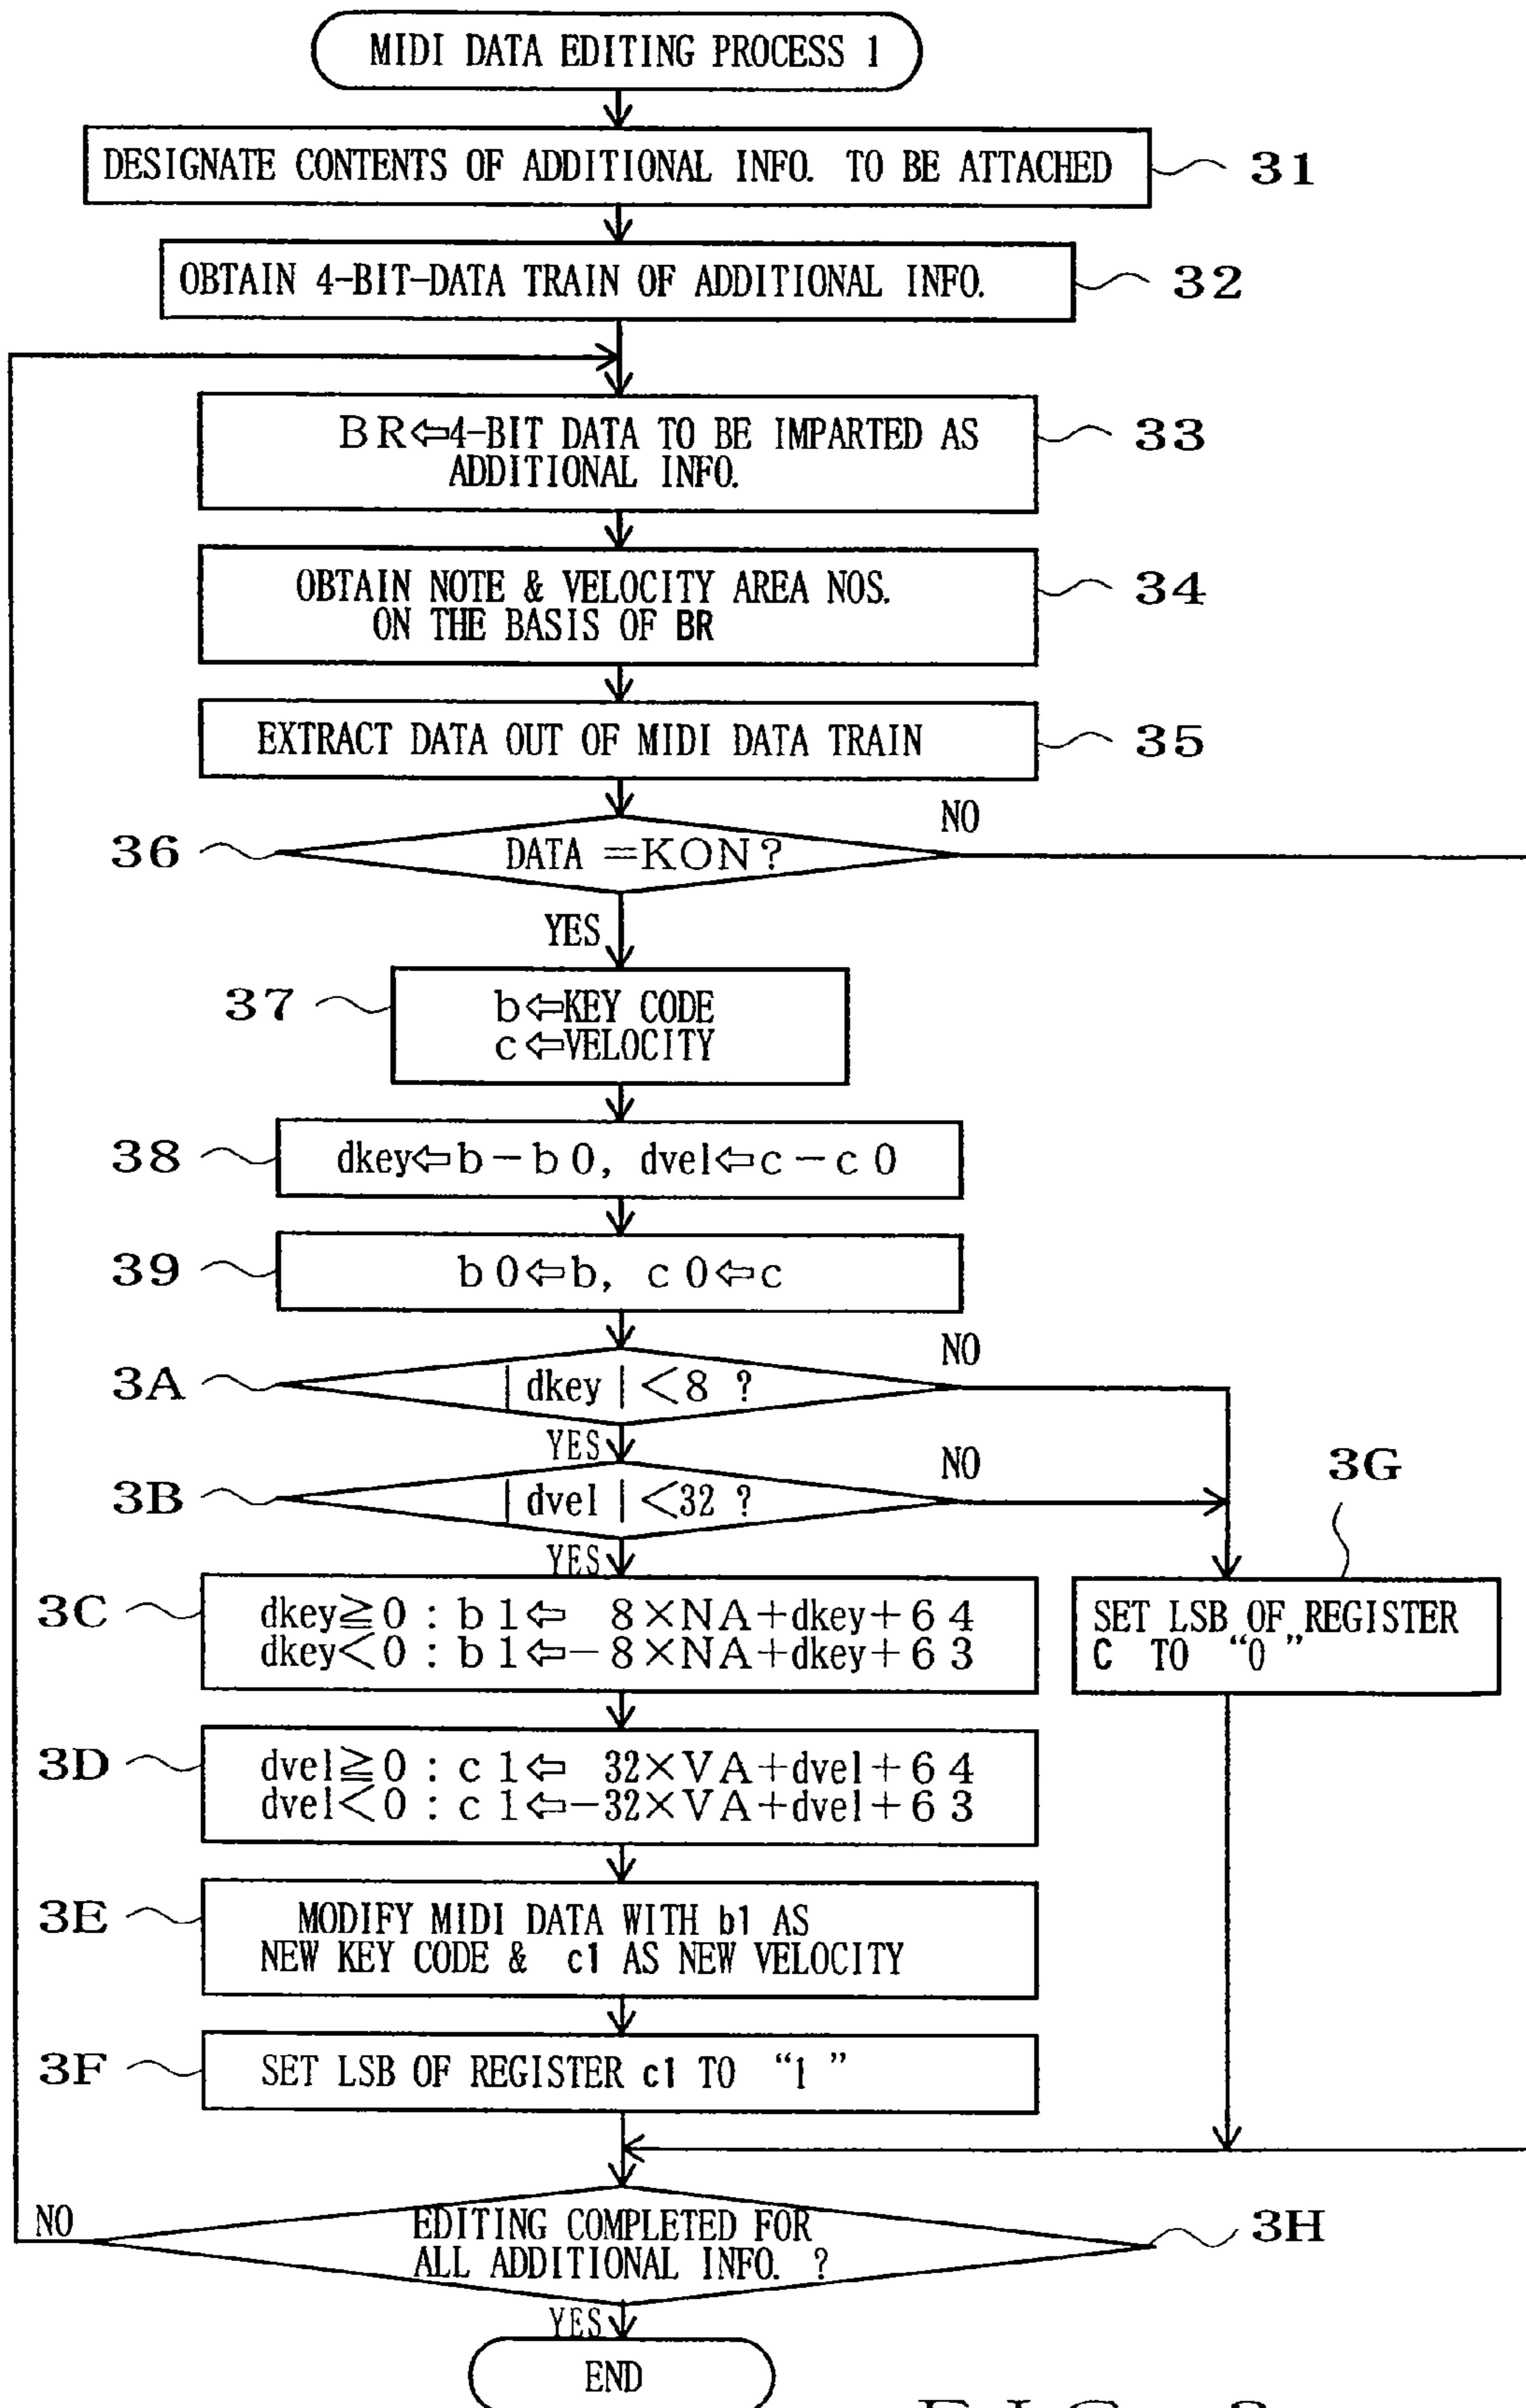 MIDI DATA EDITING PROCESS 1
DESIGNATE CONTENTS OF ADDITIONAL INFO. TO BE ATTACHED
31
OBTAIN 4-BIT-DATA TRAIN OF ADDITIONAL INFO.
32
BR⇦4-BIT DATA TO BE IMPARTED AS
ADDITIONAL INFO.
33
OBTAIN NOTE & VELOCITY AREA NOS.
ON THE BASIS OF BR
34
EXTRACT DATA OUT OF MIDI DATA TRAIN
35
36
DATA =KON?
NO
YES
37
b⇦KEY CODE
c⇦VELOCITY
38
dkey⇦b-b0, dvel⇦c-c0
39
b0⇦b, c0⇦c
3A
|dkey|<8 ?
NO
YES
3B
|dvel|<32 ?
NO
YES
3G
3C
dkey≧0 : b1⇦ 8×NA+dkey+64
dkey<0 : b1⇦-8×NA+dkey+63
SET LSB OF REGISTER
C TO "0"
3D
dvel≧0 : c1⇦ 32×VA+dvel+64
dvel<0 : c1⇦-32×VA+dvel+63
3E
MODIFY MIDI DATA WITH b1 AS
NEW KEY CODE & c1 AS NEW VELOCITY
3F
SET LSB OF REGISTER c1 TO "1"
NO
EDITING COMPLETED FOR
ALL ADDITIONAL INFO. ?
3H
YES
END